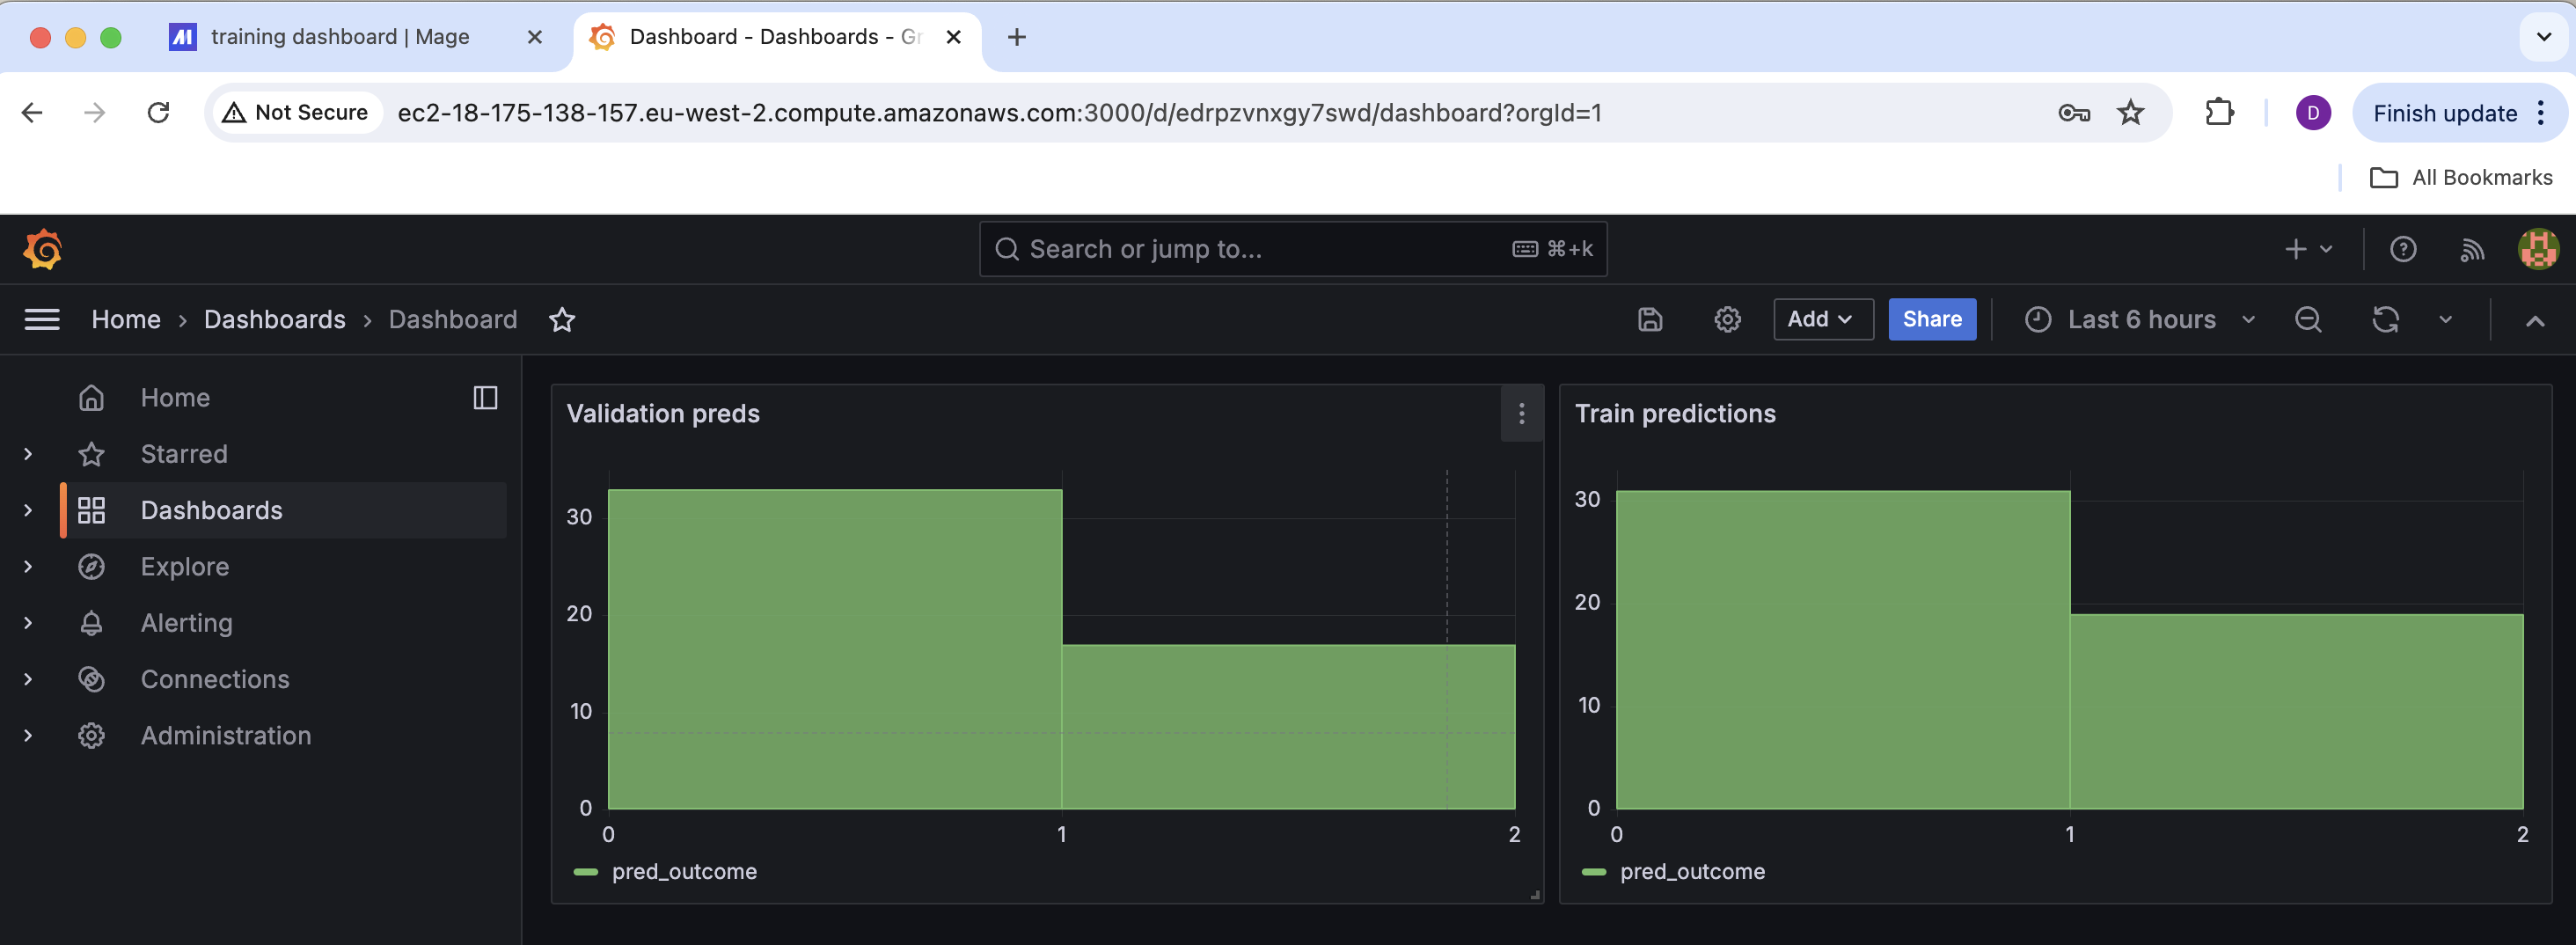 training dashboard | Mage
Dashboard - Dashboards - Gr
Not Secure
ec2-18-175-138-157.eu-west-2.compute.amazonaws.com:3000/d/edrpzvnxgy7swd/dashboard?orgId=1
D
Finish update
All Bookmarks
Search or jump to...
⌘+k
Home › Dashboards › Dashboard
Add
Share
Last 6 hours
Home
Starred
Dashboards
Explore
Alerting
Connections
Administration
Validation preds
30
20
10
0
0 1 2
pred_outcome
Train predictions
30
20
10
0
0 1 2
pred_outcome